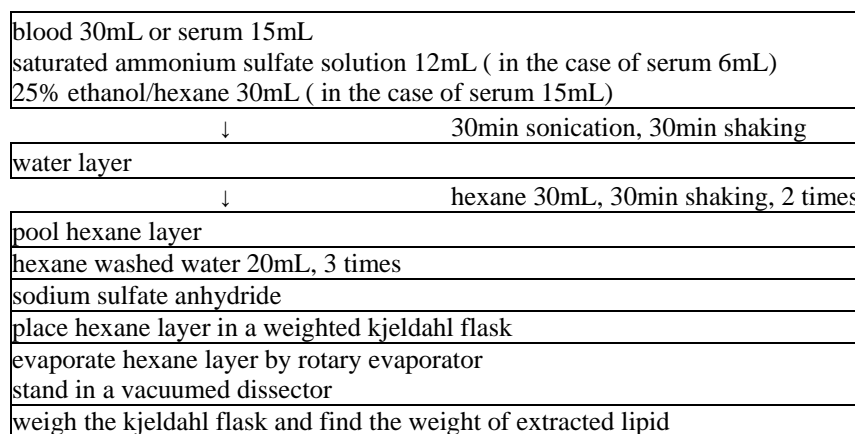 blood 30mL or serum 15mL
saturated ammonium sulfate solution 12mL ( in the case of serum 6mL)
25% ethanol/hexane 30mL ( in the case of serum 15mL)
↓ 30min sonication, 30min shaking
water layer
↓ hexane 30mL, 30min shaking, 2 times
pool hexane layer
hexane washed water 20mL, 3 times
sodium sulfate anhydride
place hexane layer in a weighted kjeldahl flask
evaporate hexane layer by rotary evaporator
stand in a vacuumed dissector
weigh the kjeldahl flask and find the weight of extracted lipid